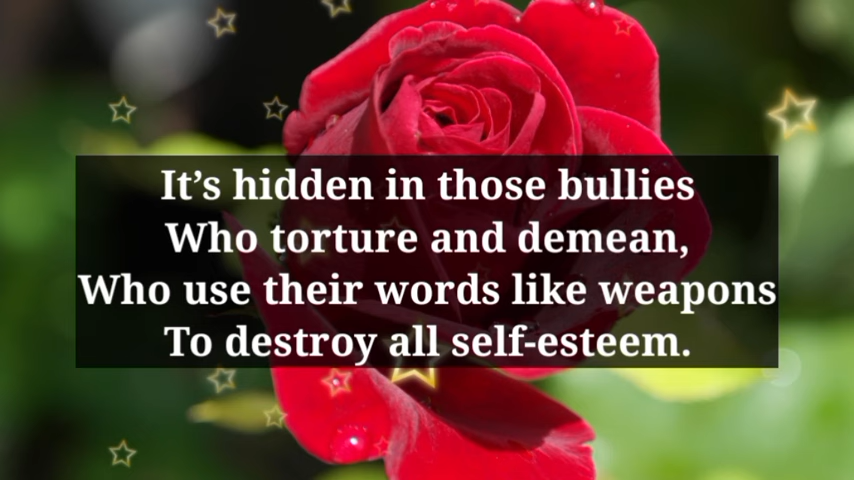 It’s hidden in those bullies
Who torture and demean,
Who use their words like weapons
To destroy all self-esteem.